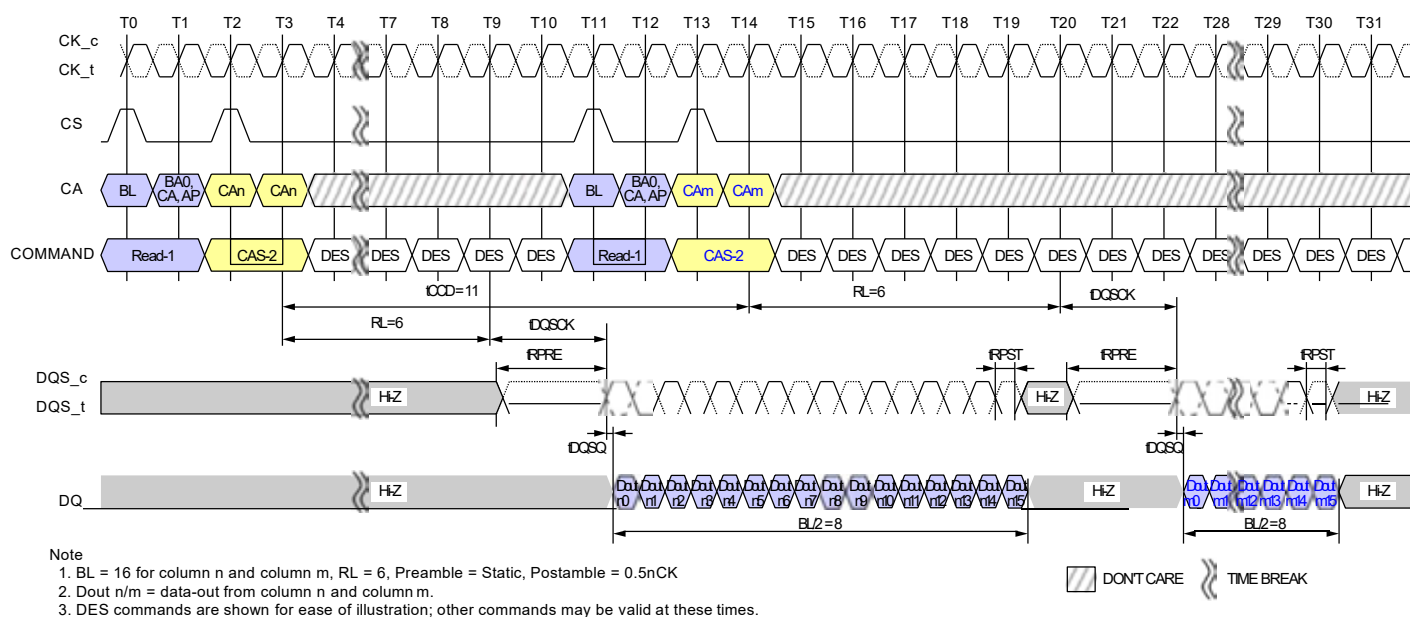 T0 T1 T2 T3 T4 T7 T8 T9 T10 T11 T12 T13 T14 T15 T16 T17 T18 T19 T20 T21 T22 T28 T29 T30 T31
CK_c
CK_t
CS
CA BL BA0, CA, AP CAn CAn BL BA0, CA, AP CAm CAm
COMMAND Read-1 CAS-2 DES DES DES DES DES Read-1 CAS-2 DES DES DES DES DES DES DES DES DES DES DES DES
tCCD = 11 RL=6 tDQSCK
RL=6 tDQSCK
tRPRE tRPST tRPRE tRPST
DQS_c
DQS_t Hi-Z Hi-Z Hi-Z
tDQSQ tDQSQ
DQ Hi-Z Dout n0 Dout n1 Dout n2 Dout n3 Dout n4 Dout n5 Dout n6 Dout n7 Dout n8 Dout n9 Dout n10 Dout n11 Dout n12 Dout n13 Dout n14 Dout n15 Hi-Z Dout m0 Dout m1 Dout m12 Dout m13 Dout m14 Dout m15 Hi-Z
BL/2 = 8 BL/2 = 8
Note
1. BL = 16 for column n and column m, RL = 6, Preamble = Static, Postamble = 0.5nCK
2. Dout n/m = data-out from column n and column m.
3. DES commands are shown for ease of illustration; other commands may be valid at these times.
DON'T CARE TIME BREAK